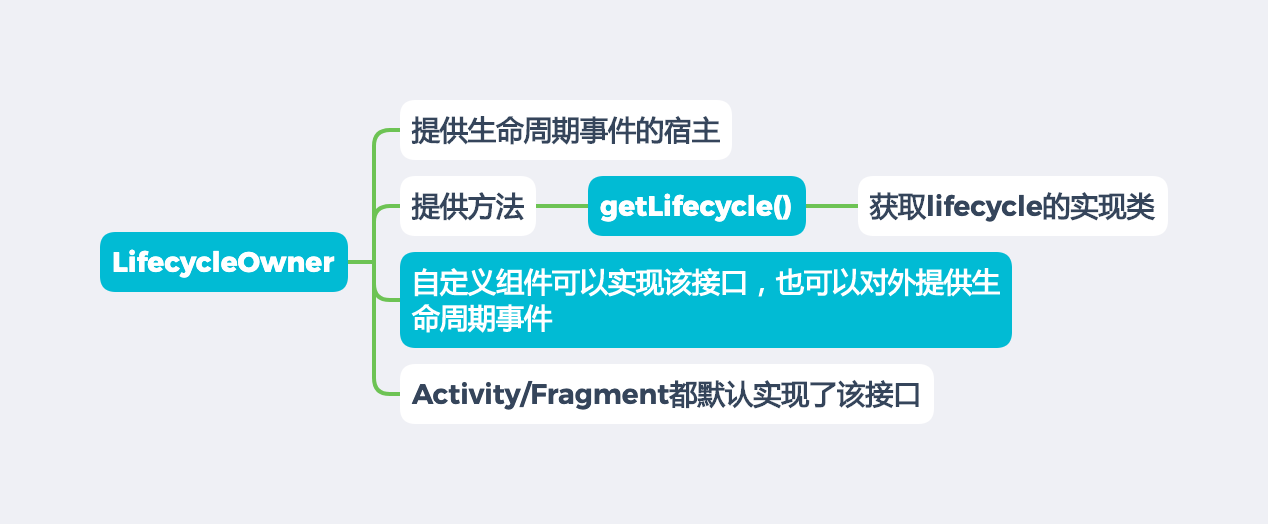 LifecycleOwner
提供生命周期事件的宿主
提供方法
getLifecycle()
获取lifecycle的实现类
自定义组件可以实现该接口，也可以对外提供生
命周期事件
Activity/Fragment都默认实现了该接口